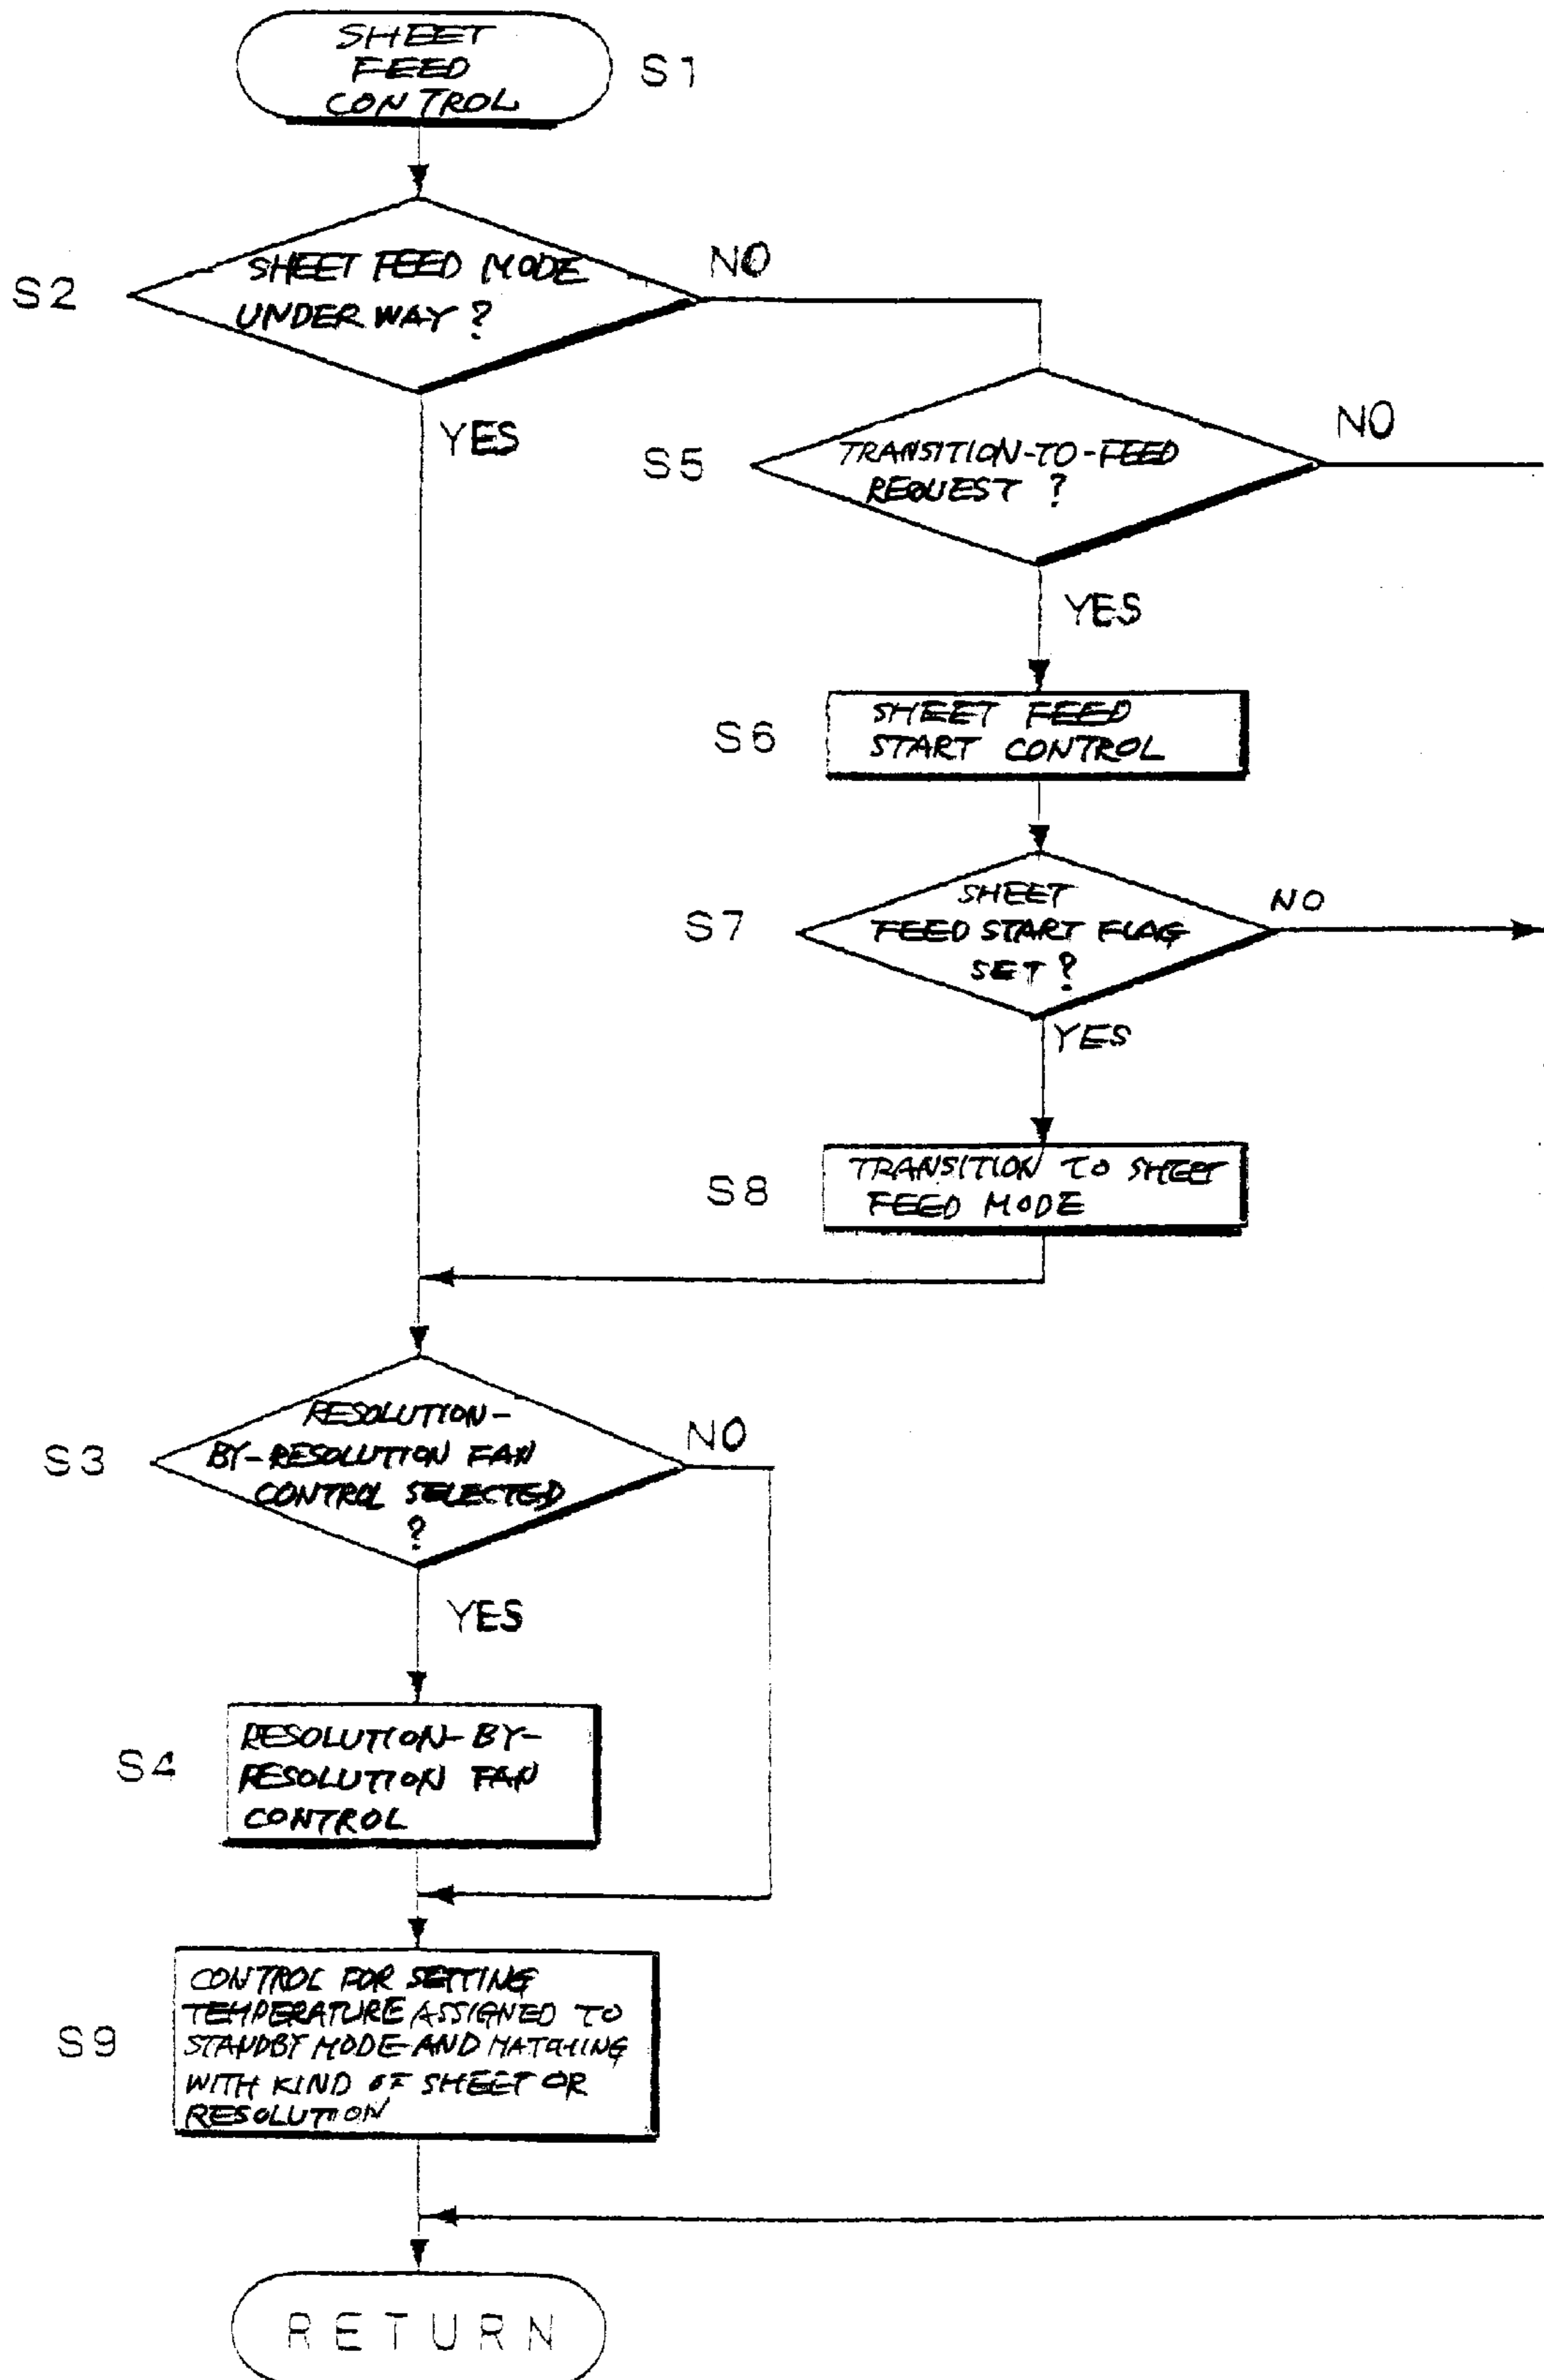 SHEET
FEED
CONTROL
S1
S2
SHEET FEED MODE
UNDER WAY ?
NO
YES
S5
TRANSITION-TO-FEED
REQUEST ?
NO
YES
S6
SHEET FEED
START CONTROL
S7
SHEET
FEED START FLAG
SET ?
NO
YES
S8
TRANSITION TO SHEET
FEED MODE
S3
RESOLUTION-
BY-RESOLUTION FAN
CONTROL SELECTED
?
NO
YES
S4
RESOLUTION-BY-
RESOLUTION FAN
CONTROL
S9
CONTROL FOR SETTING
TEMPERATURE ASSIGNED TO
STANDBY MODE AND MATCHING
WITH KIND OF SHEET OR
RESOLUTION
RETURN